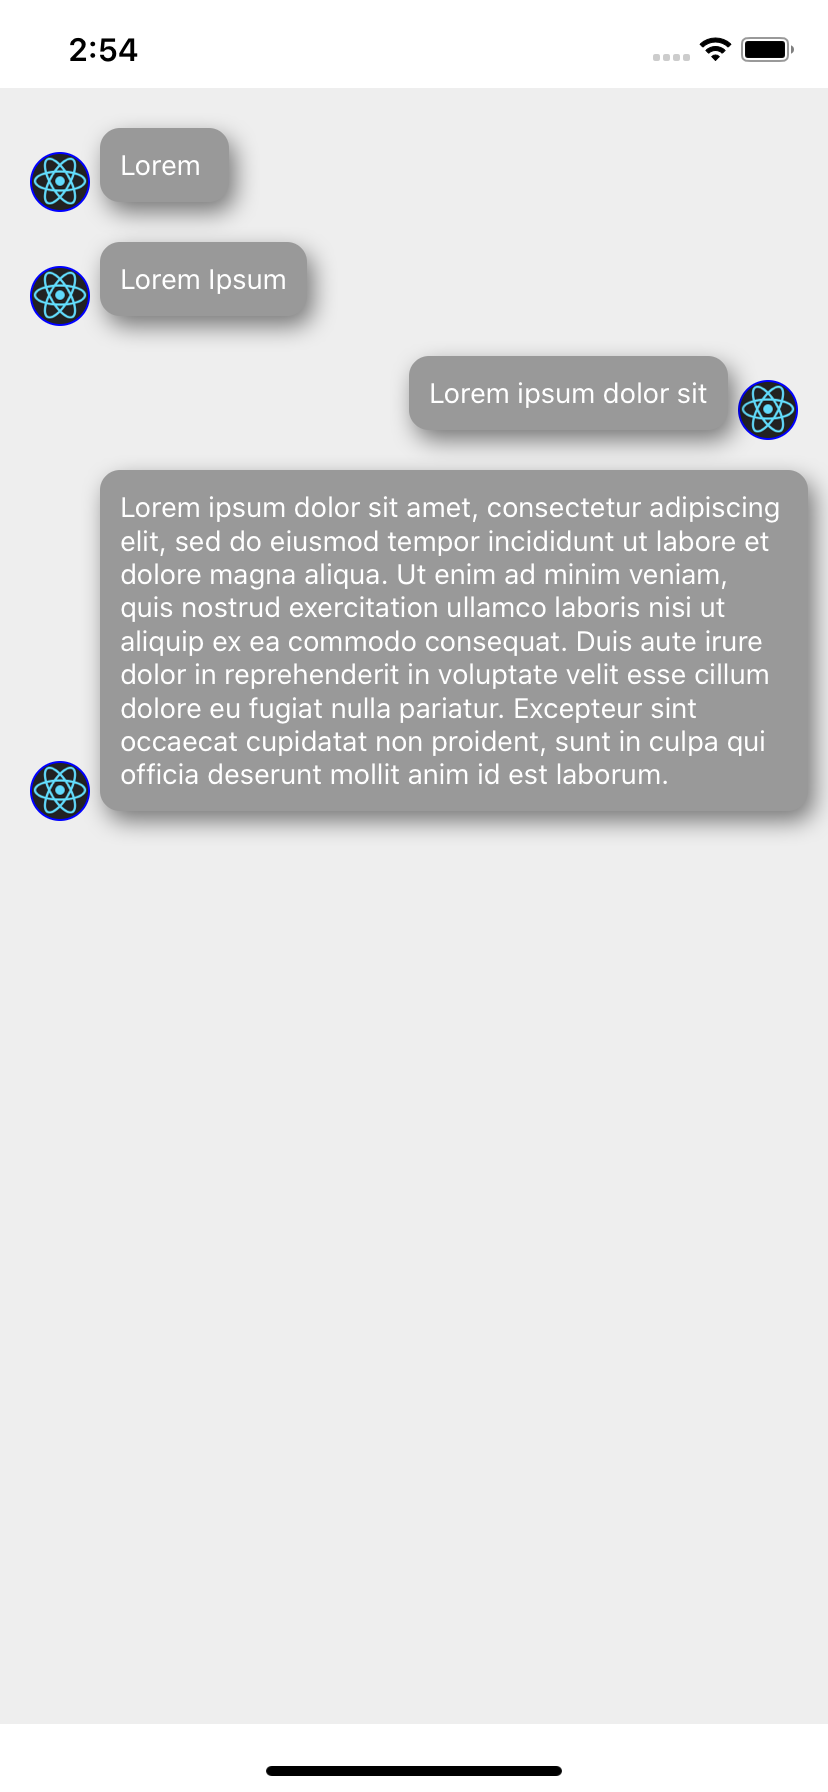 2:54
Lorem
Lorem Ipsum
Lorem ipsum dolor sit
Lorem ipsum dolor sit amet, consectetur adipiscing
elit, sed do eiusmod tempor incididunt ut labore et
dolore magna aliqua. Ut enim ad minim veniam,
quis nostrud exercitation ullamco laboris nisi ut
aliquip ex ea commodo consequat. Duis aute irure
dolor in reprehenderit in voluptate velit esse cillum
dolore eu fugiat nulla pariatur. Excepteur sint
occaecat cupidatat non proident, sunt in culpa qui
officia deserunt mollit anim id est laborum.